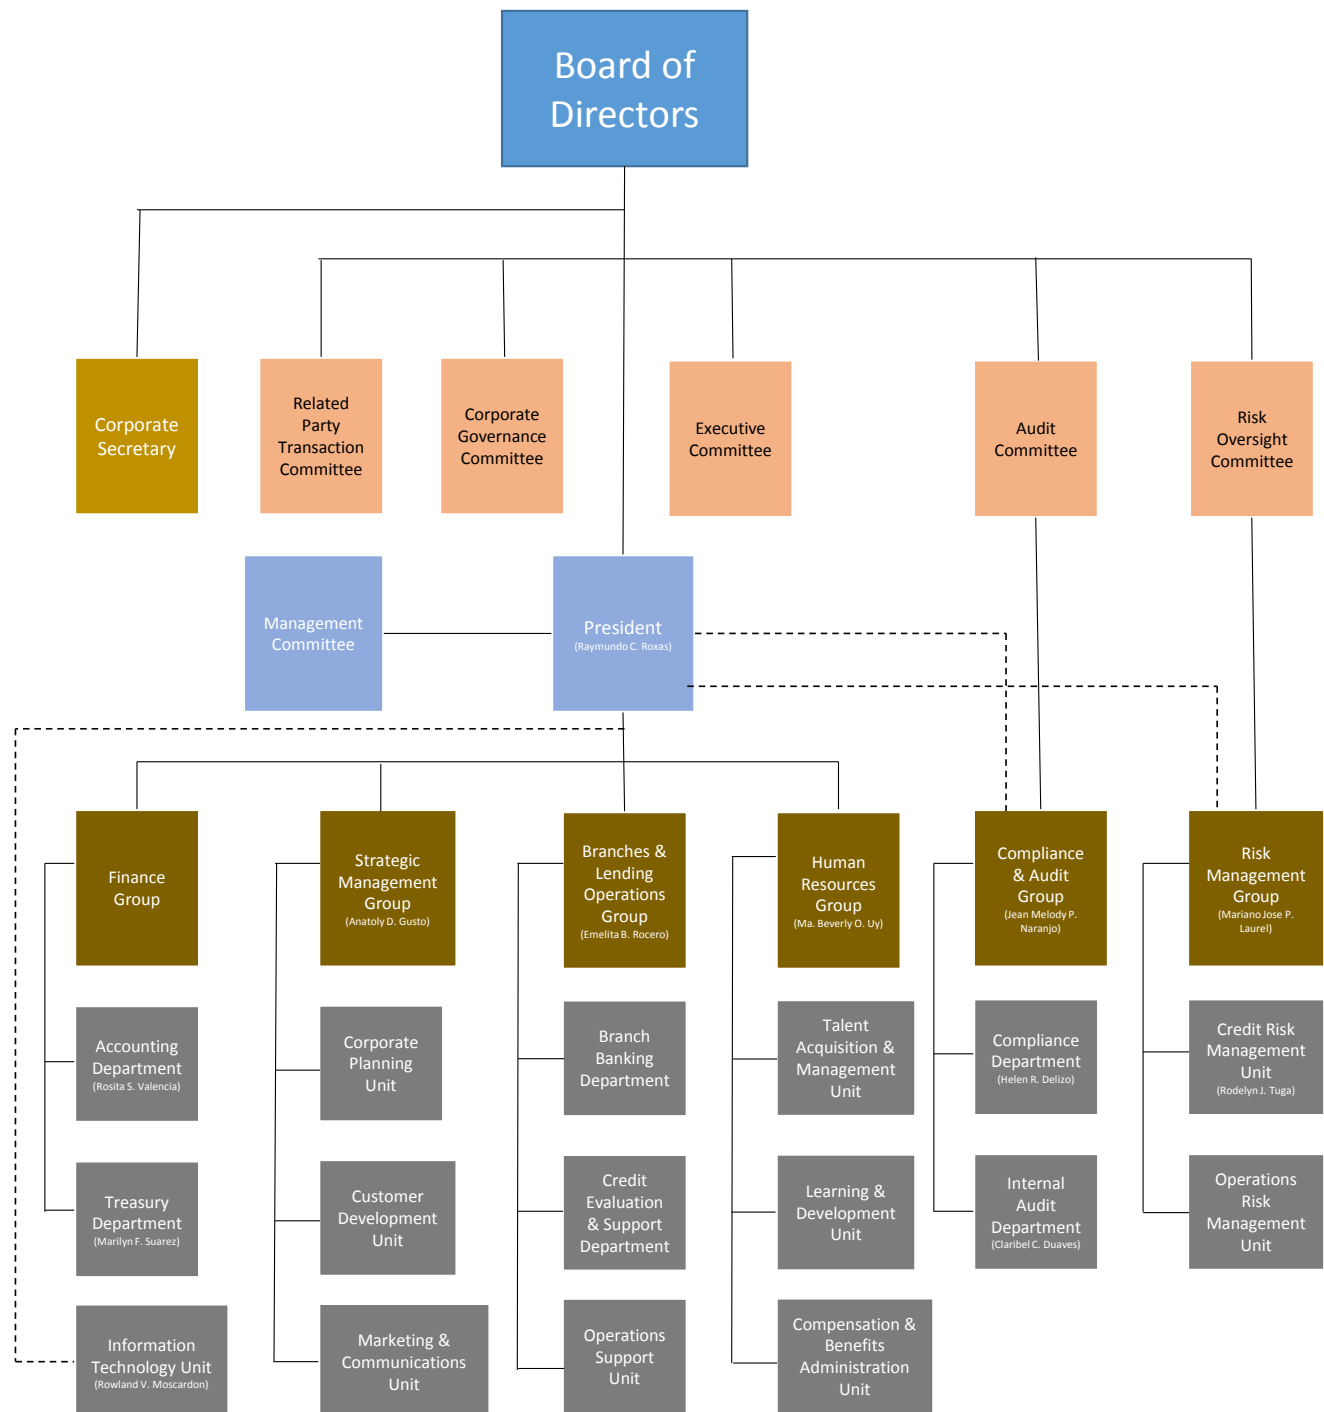 Board of
Directors
Corporate
Secretary
Related
Party
Transaction
Committee
Corporate
Governance
Committee
Executive
Committee
Audit
Committee
Risk
Oversight
Committee
Management
Committee
President
(Raymundo C. Roxas)
Finance
Group
Strategic
Management
Group
(Anatoly D. Gusto)
Branches &
Lending
Operations
Group
(Emelita B. Rocero)
Human
Resources
Group
(Ma. Beverly O. Uy)
Compliance
& Audit
Group
(Jean Melody P.
Naranjo)
Risk
Management
Group
(Mariano Jose P.
Laurel)
Accounting
Department
(Rosita S. Valencia)
Corporate
Planning
Unit
Branch
Banking
Department
Talent
Acquisition &
Management
Unit
Compliance
Department
(Helen R. Delizo)
Credit Risk
Management
Unit
(Rodelyn J. Tuga)
Treasury
Department
(Marilyn F. Suarez)
Customer
Development
Unit
Credit
Evaluation
& Support
Department
Learning &
Development
Unit
Internal
Audit
Department
(Claribel C. Duaves)
Operations
Risk
Management
Unit
Information
Technology Unit
(Rowland V. Moscardon)
Marketing &
Communications
Unit
Operations
Support
Unit
Compensation &
Benefits
Administration
Unit